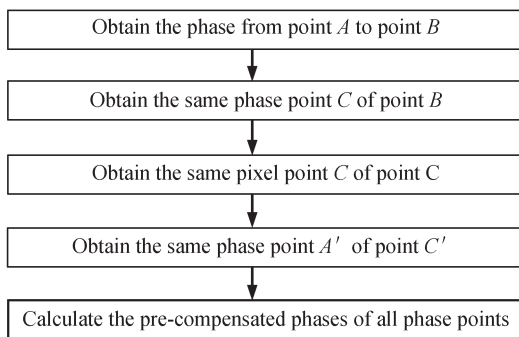 Obtain the phase from point A to point B
Obtain the same phase point C of point B
Obtain the same pixel point C of point C
Obtain the same phase point A′ of point C′
Calculate the pre-compensated phases of all phase points